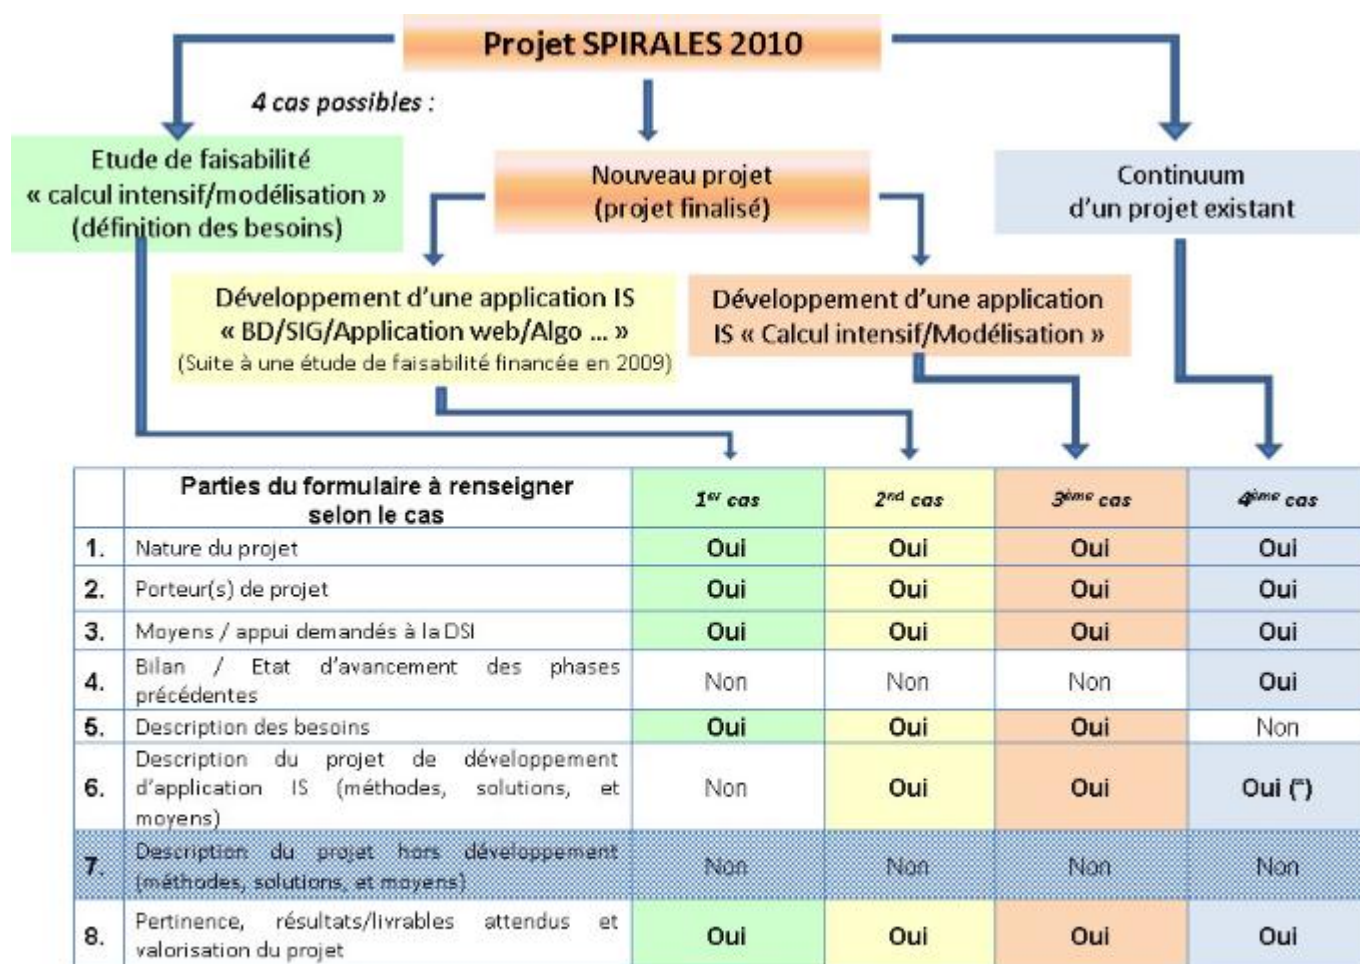 Projet SPIRALES 2010
4 cas possibles :
Etude de faisabilité
« calcul intensif/modélisation »
(définition des besoins)
Nouveau projet
(projet finalisé)
Continuum
d'un projet existant
Développement d'une application IS
« BD/SIG/Application web/Algo ... »
(Suite à une étude de faisabilité financée en 2009)
Développement d'une application
IS « Calcul intensif/Modélisation »
Parties du formulaire à renseigner
selon le cas
1er cas
2nd cas
3ème cas
4ème cas
1. Nature du projet Oui Oui Oui Oui
2. Porteur(s) de projet Oui Oui Oui Oui
3. Moyens / appui demandés à la DSI Oui Oui Oui Oui
4. Bilan / Etat d'avancement des phases
précédentes Non Non Non Oui
5. Description des besoins Oui Oui Oui Non
Description du projet de développement
6. d'application IS (méthodes, solutions, et Non Oui Oui Oui (*)
moyens)
7. Description du projet hors développement
(méthodes, solutions, et moyens) Non Non Non Non
8. Pertinence, résultats/livrables attendus et
valorisation du projet Oui Oui Oui Oui